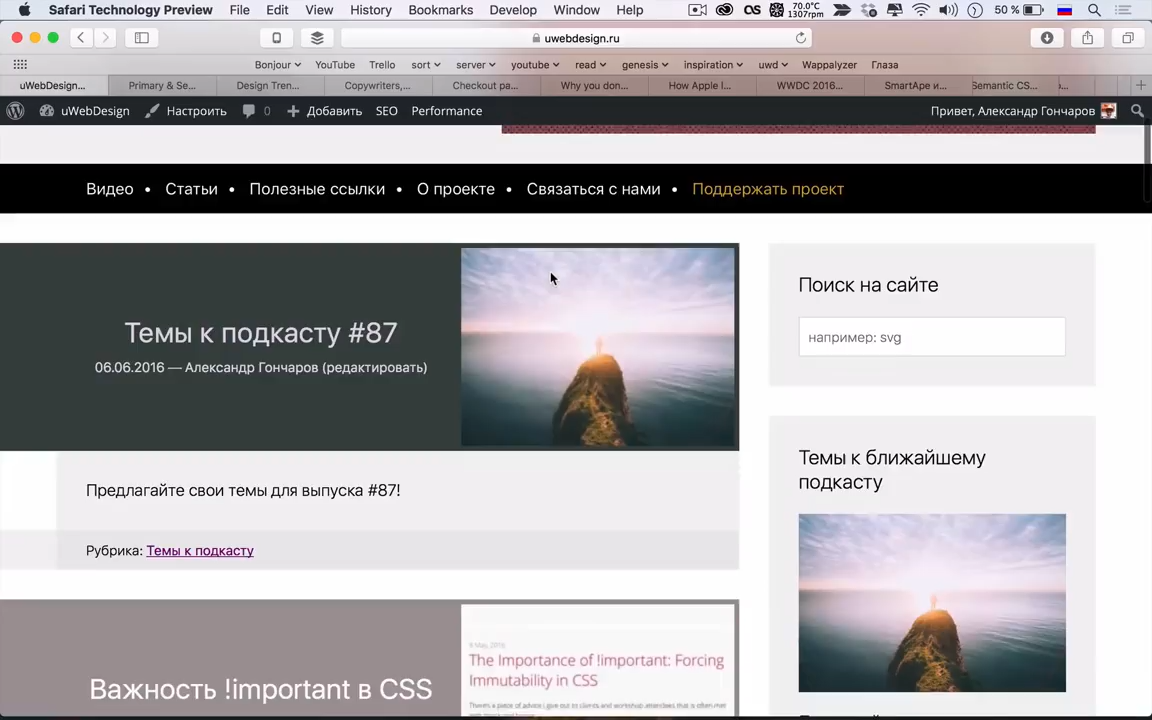 Safari Technology Preview File Edit View History Bookmarks Develop Window Help 70.0°C 1307rpm 50 %
uwebdesign.ru
Bonjour YouTube Trello sort server youtube read genesis inspiration uwd Wappalyzer Глаза
uWebDesign... Primary & Se... Design Tren... Copywriters,... Checkout pa... Why you don... How Apple l... WWDC 2016... SmartApe и... Semantic CS...
uWebDesign Настроить 0 Добавить SEO Performance Привет, Александр Гончаров
Видео • Статьи • Полезные ссылки • О проекте • Связаться с нами • Поддержать проект
Темы к подкасту #87
06.06.2016 — Александр Гончаров (редактировать)
Предлагайте свои темы для выпуска #87!
Рубрика: Темы к подкасту
Важность !important в CSS
The Importance of !important: Forcing
Immutability in CSS
Поиск на сайте
например: svg
Темы к ближайшему
подкасту